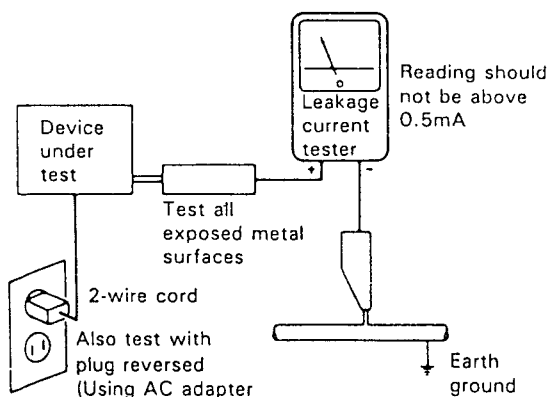 Device
under
test
Leakage
current
tester
+ -
Reading should
not be above
0.5mA
Test all
exposed metal
surfaces
2-wire cord
Also test with
plug reversed
(Using AC adapter
Earth
ground